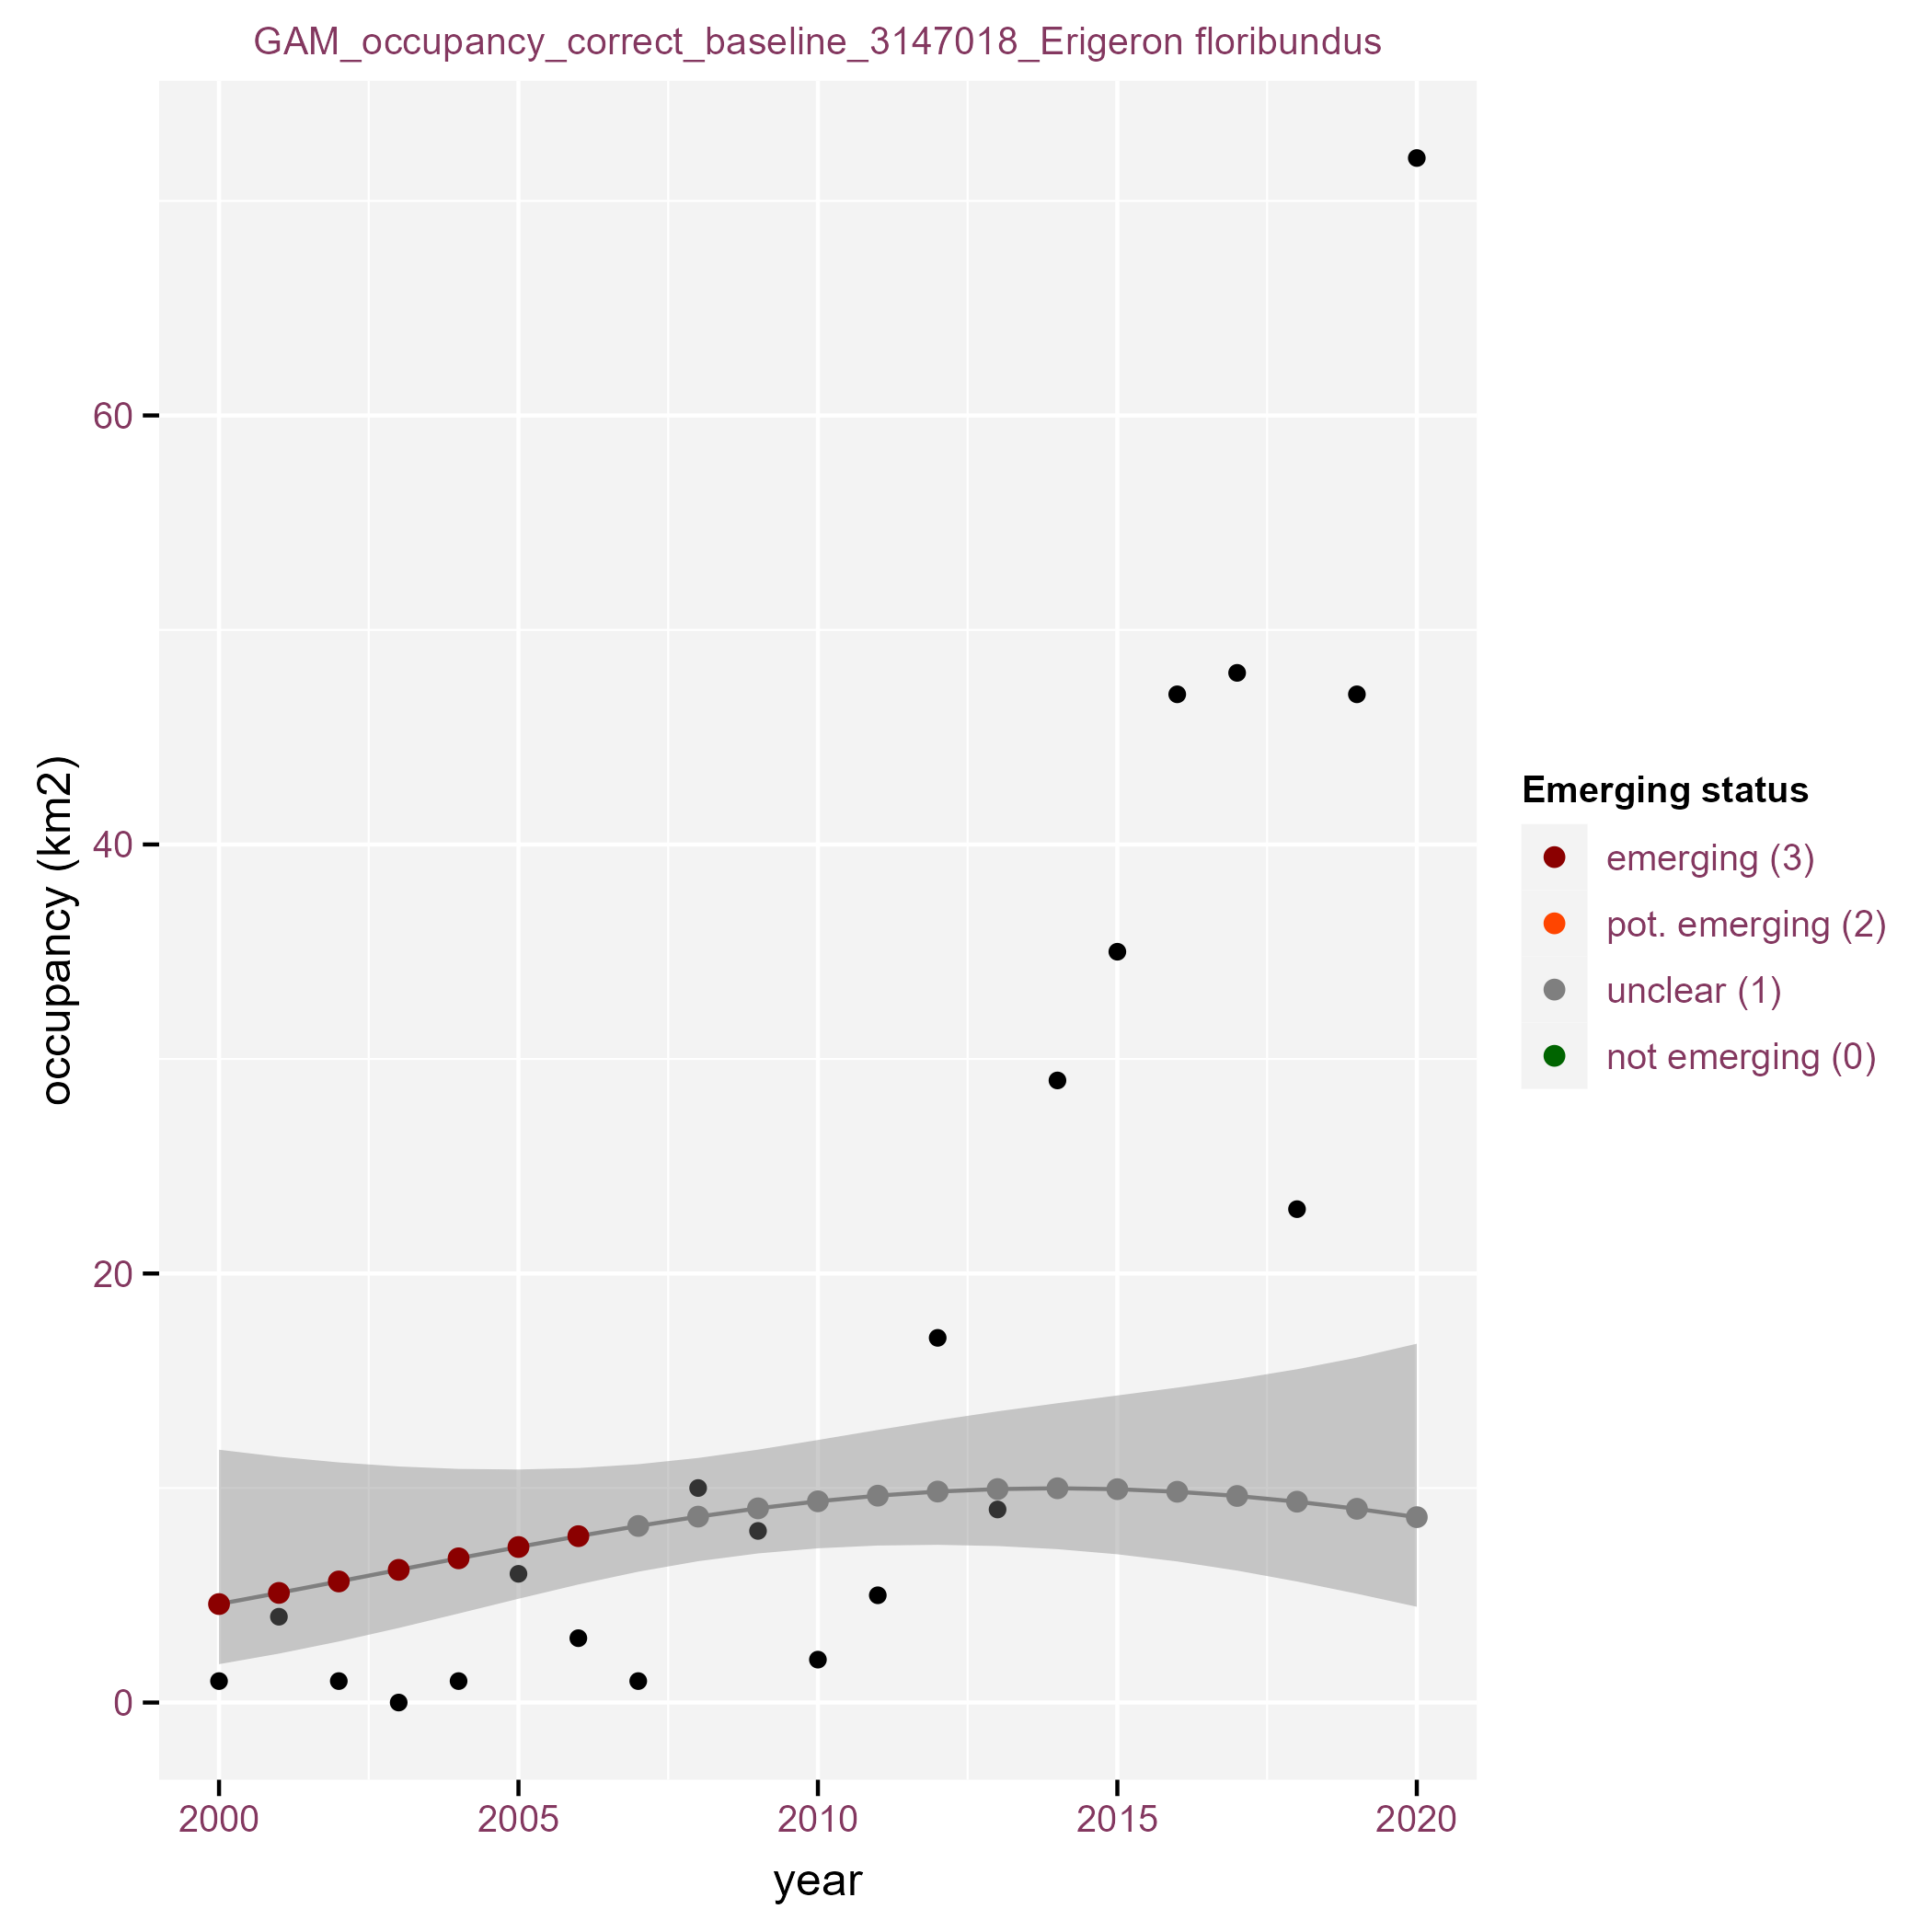 GAM_occupancy_correct_baseline_3147018_Erigeron floribundus
occupancy (km2)
60
40
20
0
2000 2005 2010 2015 2020
year
Emerging status
emerging (3)
pot. emerging (2)
unclear (1)
not emerging (0)